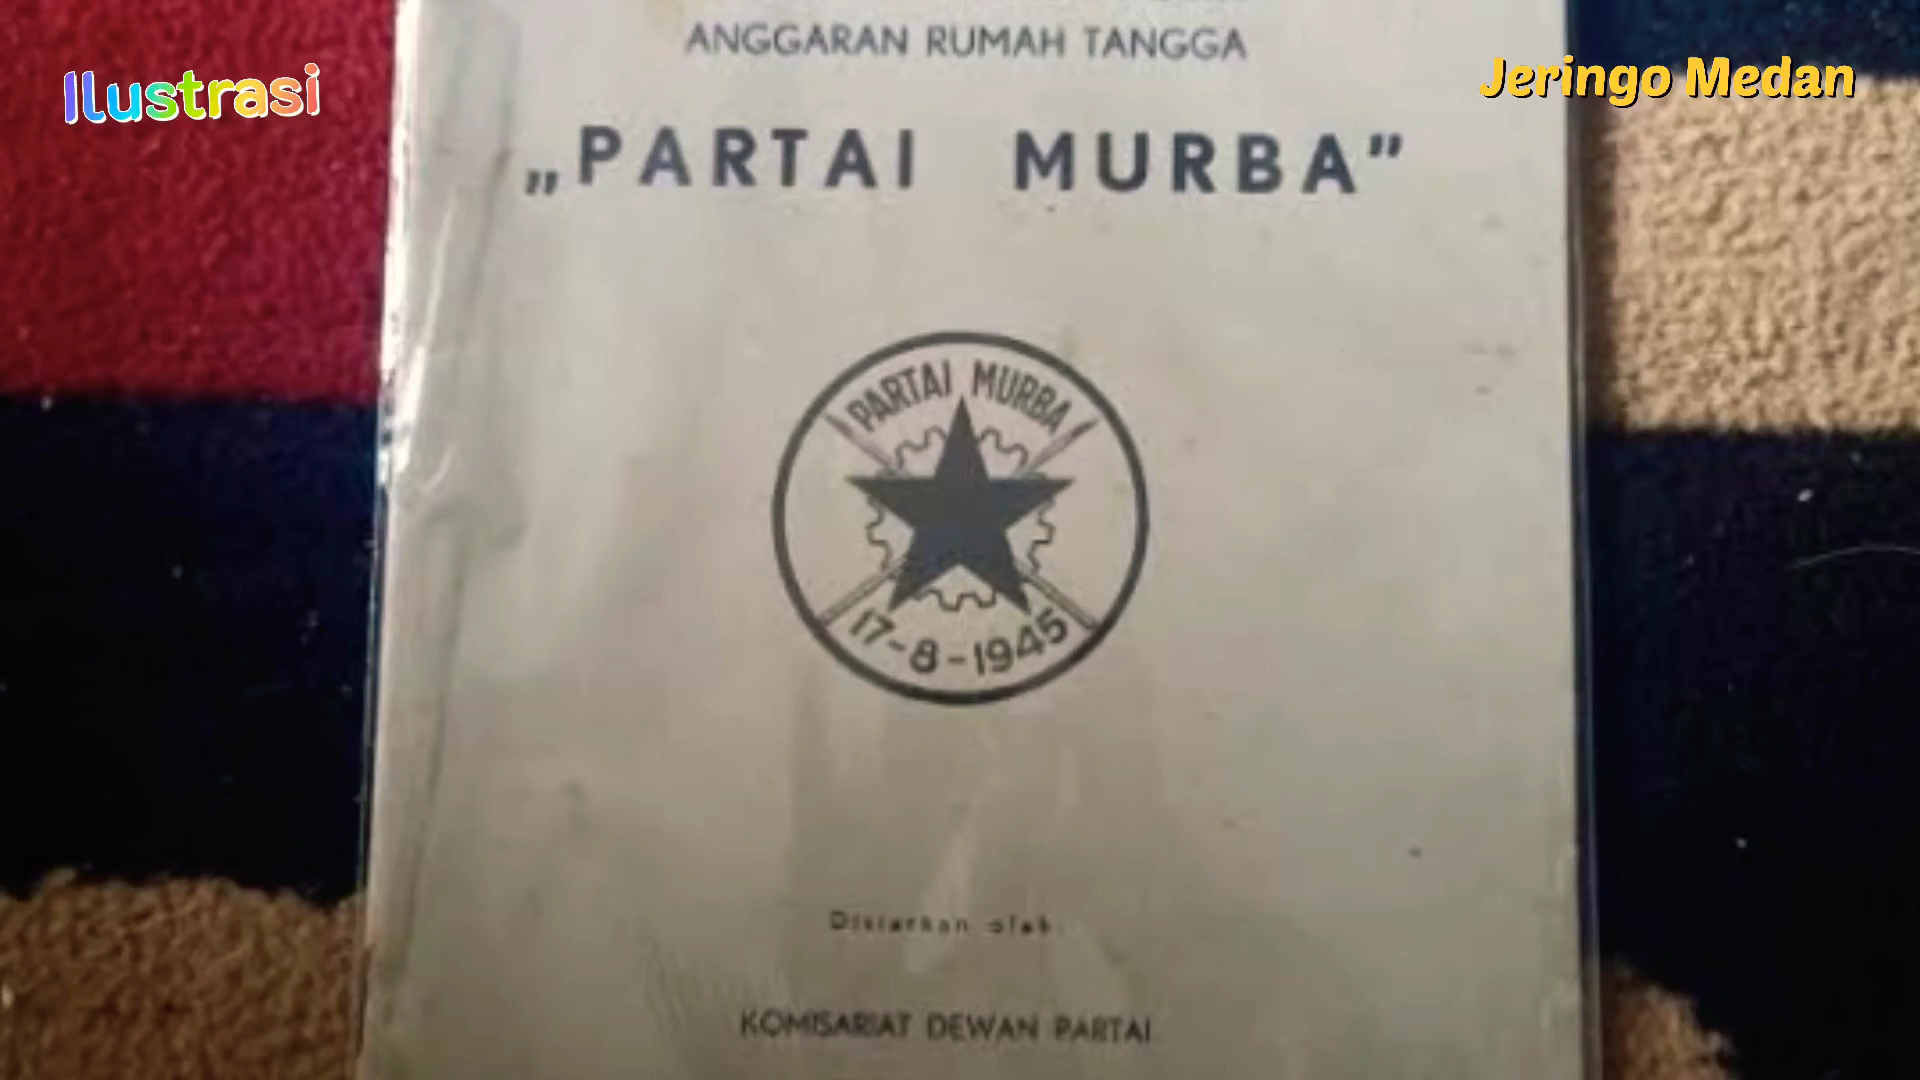 Ilustrasi
Jeringo Medan
ANGGARAN RUMAH TANGGA
„PARTAI MURBA”
PARTAI MURBA
17-8-1945
Disiarkan oleh:
KOMISARIAT DEWAN PARTAI